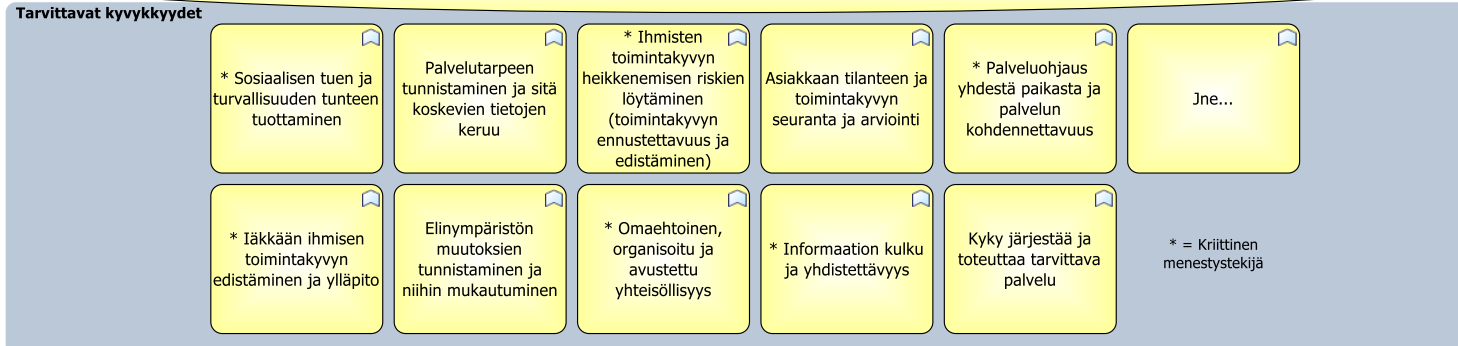 Tarvittavat kyvykkyydet
* Sosiaalisen tuen ja
turvallisuuden tunteen
tuottaminen
Palvelutarpeen
tunnistaminen ja sitä
koskevien tietojen
keruu
* Ihmisten
toimintakyvyn
heikkenemisen riskien
löytäminen
(toimintakyvyn
ennustettavuus ja
edistäminen)
Asiakkaan tilanteen ja
toimintakyvyn
seuranta ja arviointi
* Palveluohjaus
yhdestä paikasta ja
palvelun
kohdennettavuus
Jne...
* Iäkkään ihmisen
toimintakyvyn
edistäminen ja ylläpito
Elinympäristön
muutoksien
tunnistaminen ja
niihin mukautuminen
* Omaehtoinen,
organisoitu ja
avustettu
yhteisöllisyys
* Informaation kulku
ja yhdistettävyys
Kyky järjestää ja
toteuttaa tarvittava
palvelu
* = Kriittinen
menestystekijä